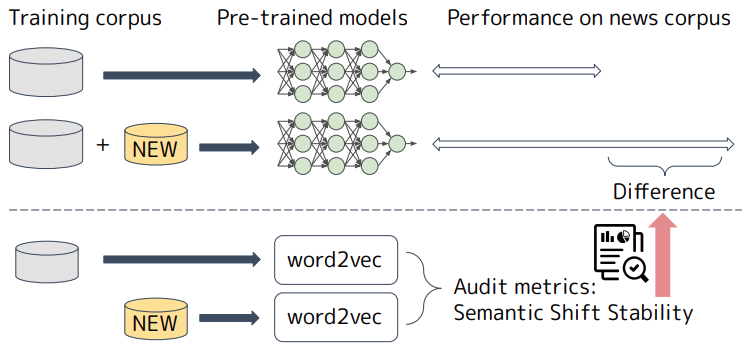 Training corpus
Pre-trained models
Performance on news corpus
+
NEW
Difference
word2vec
NEW
word2vec
Audit metrics:
Semantic Shift Stability